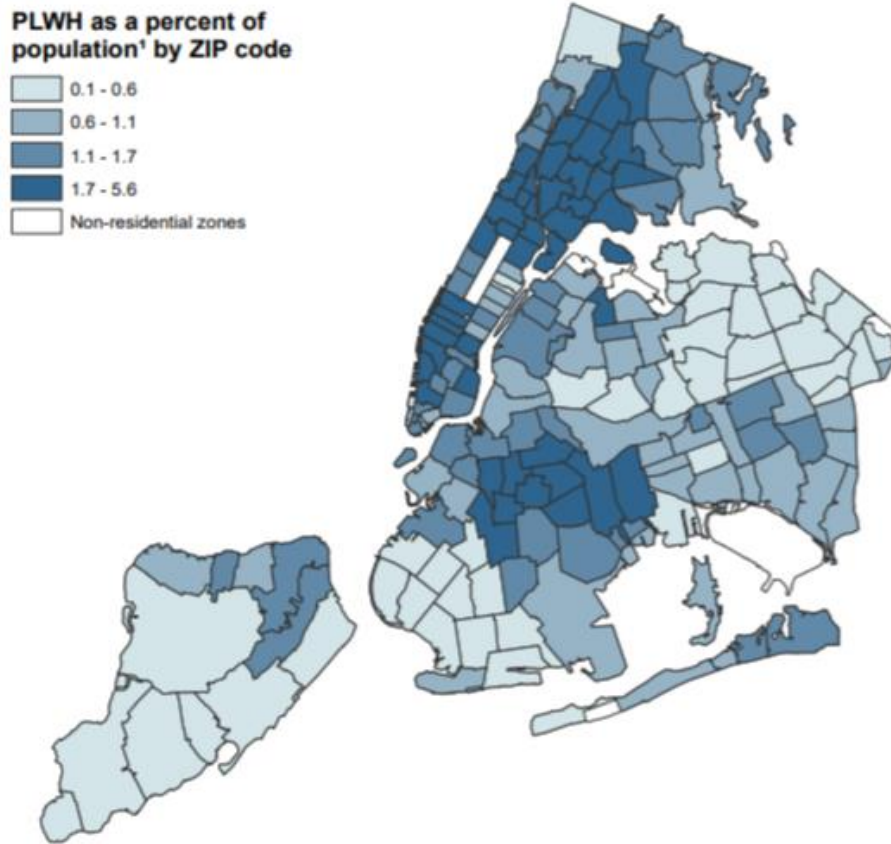 PLWH as a percent of
population¹ by ZIP code
0.1 - 0.6
0.6 - 1.1
1.1 - 1.7
1.7 - 5.6
Non-residential zones